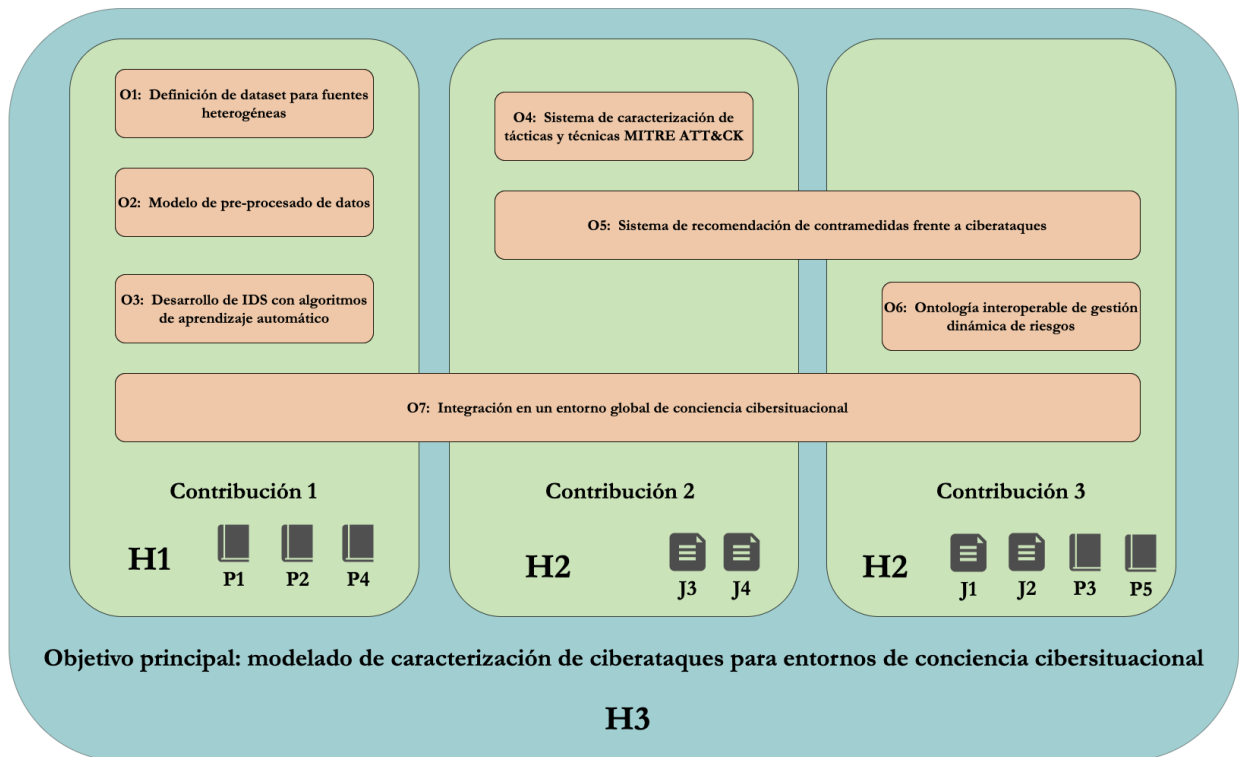 O1: Definición de dataset para fuentes
heterogéneas
O2: Modelo de pre-procesado de datos
O3: Desarrollo de IDS con algoritmos
de aprendizaje automático
O4: Sistema de caracterización de
tácticas y técnicas MITRE ATT&CK
O5: Sistema de recomendación de contramedidas frente a ciberataques
O6: Ontología interoperable de gestión
dinámica de riesgos
O7: Integración en un entorno global de conciencia cibersituacional
Contribución 1
H1
P1 P2 P4
Contribución 2
H2
J3 J4
Contribución 3
H2
J1 J2 P3 P5
Objetivo principal: modelado de caracterización de ciberataques para entornos de conciencia cibersituacional
H3